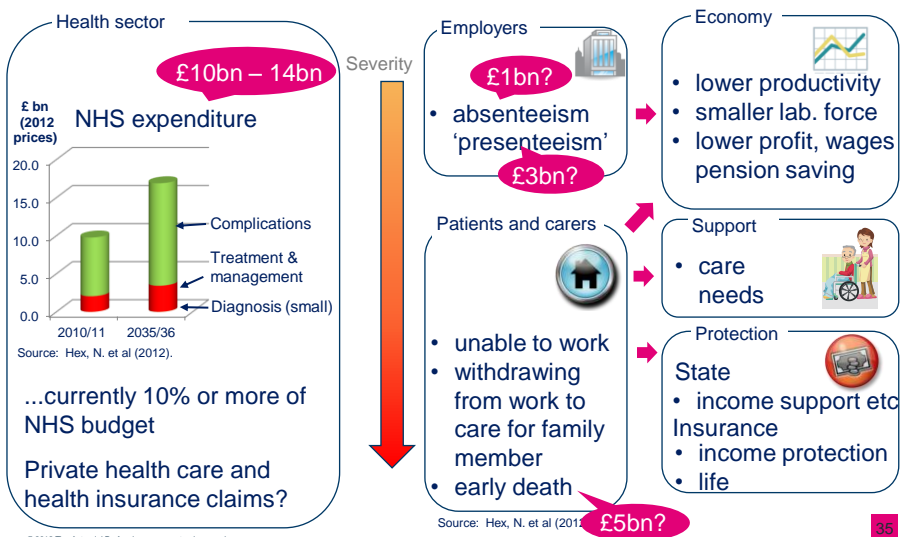 Health sector
£10bn – 14bn
£ bn
(2012
prices)
NHS expenditure
20.0
15.0
10.0
5.0
0.0
2010/11
2035/36
Complications
Treatment &
management
Diagnosis (small)
Source: Hex, N. et al (2012).
...currently 10% or more of
NHS budget
Private health care and
health insurance claims?
Severity
Employers
£1bn?
• absenteeism
'presenteeism'
£3bn?
Patients and carers
• unable to work
• withdrawing
from work to
care for family
member
• early death
Source: Hex, N. et al (2012
£5bn?
Economy
• lower productivity
• smaller lab. force
• lower profit, wages
pension saving
Support
• care
needs
Protection
State
• income support etc
Insurance
• income protection
• life
35